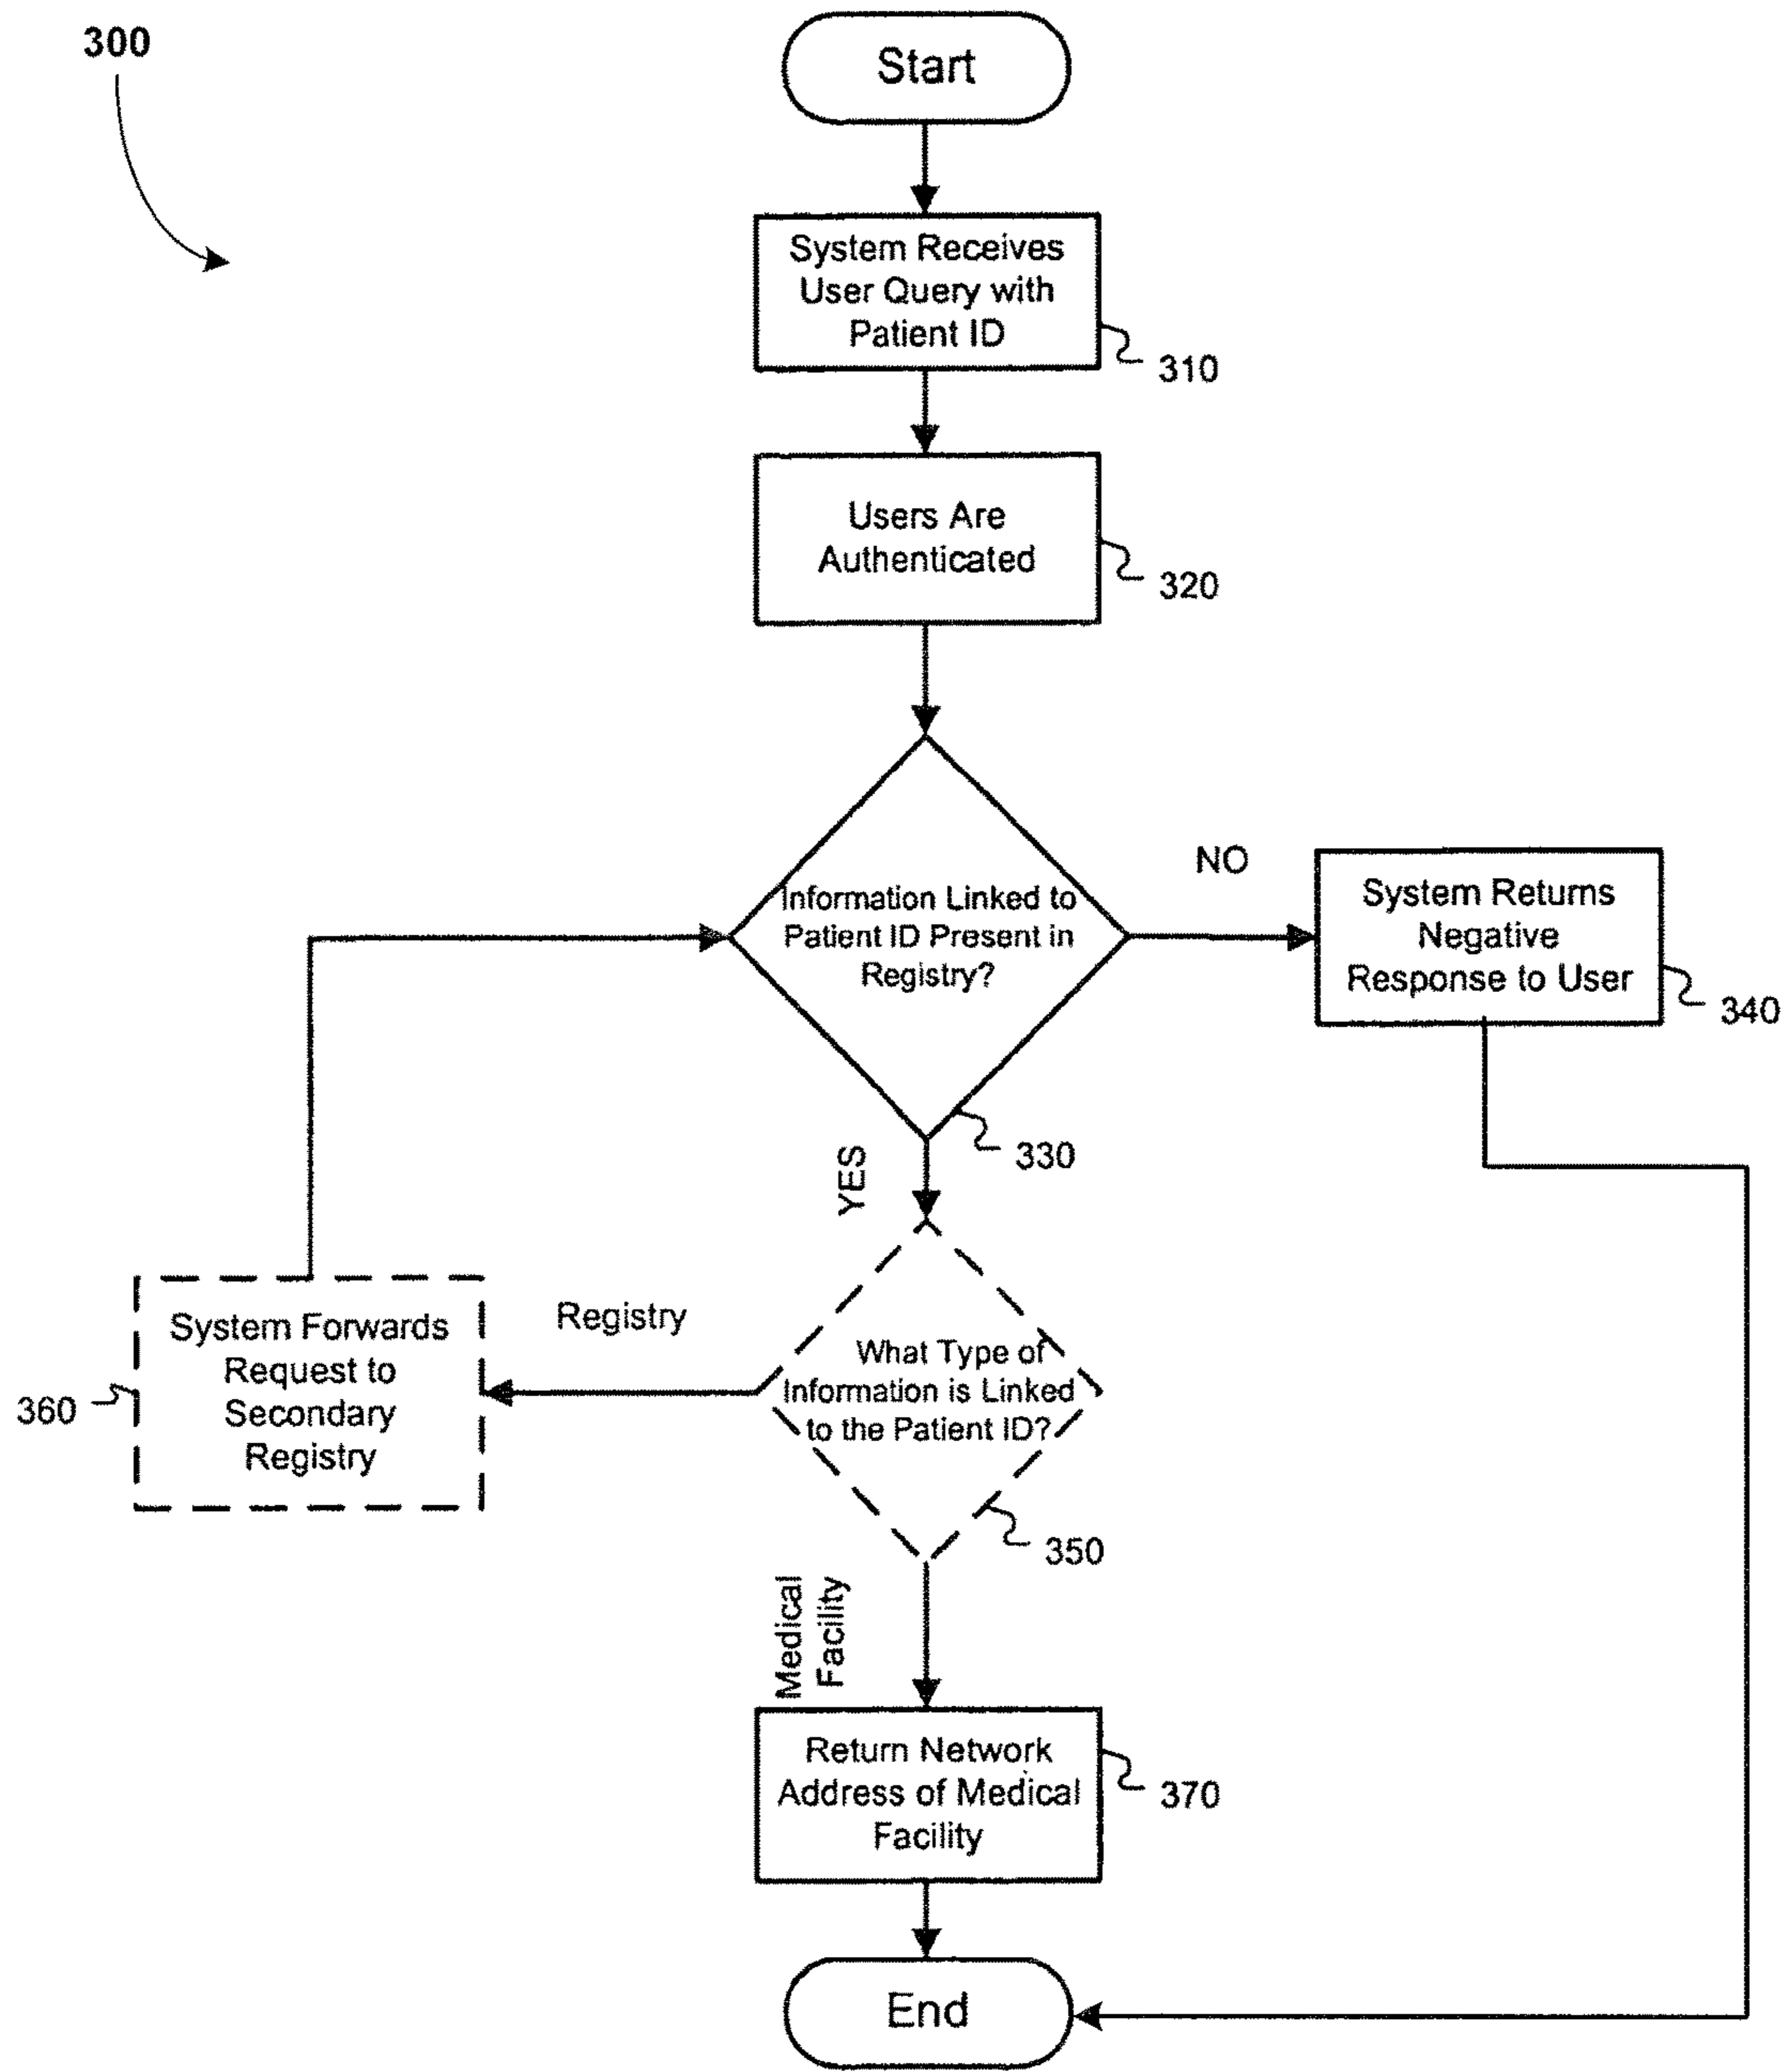 300
Start
System Receives
User Query with
Patient ID
310
Users Are
Authenticated
320
Information Linked to
Patient ID Present in
Registry?
330
NO
System Returns
Negative
Response to User
340
YES
What Type of
Information is Linked
to the Patient ID?
350
Registry
System Forwards
Request to
Secondary
Registry
360
Medical
Facility
Return Network
Address of Medical
Facility
370
End